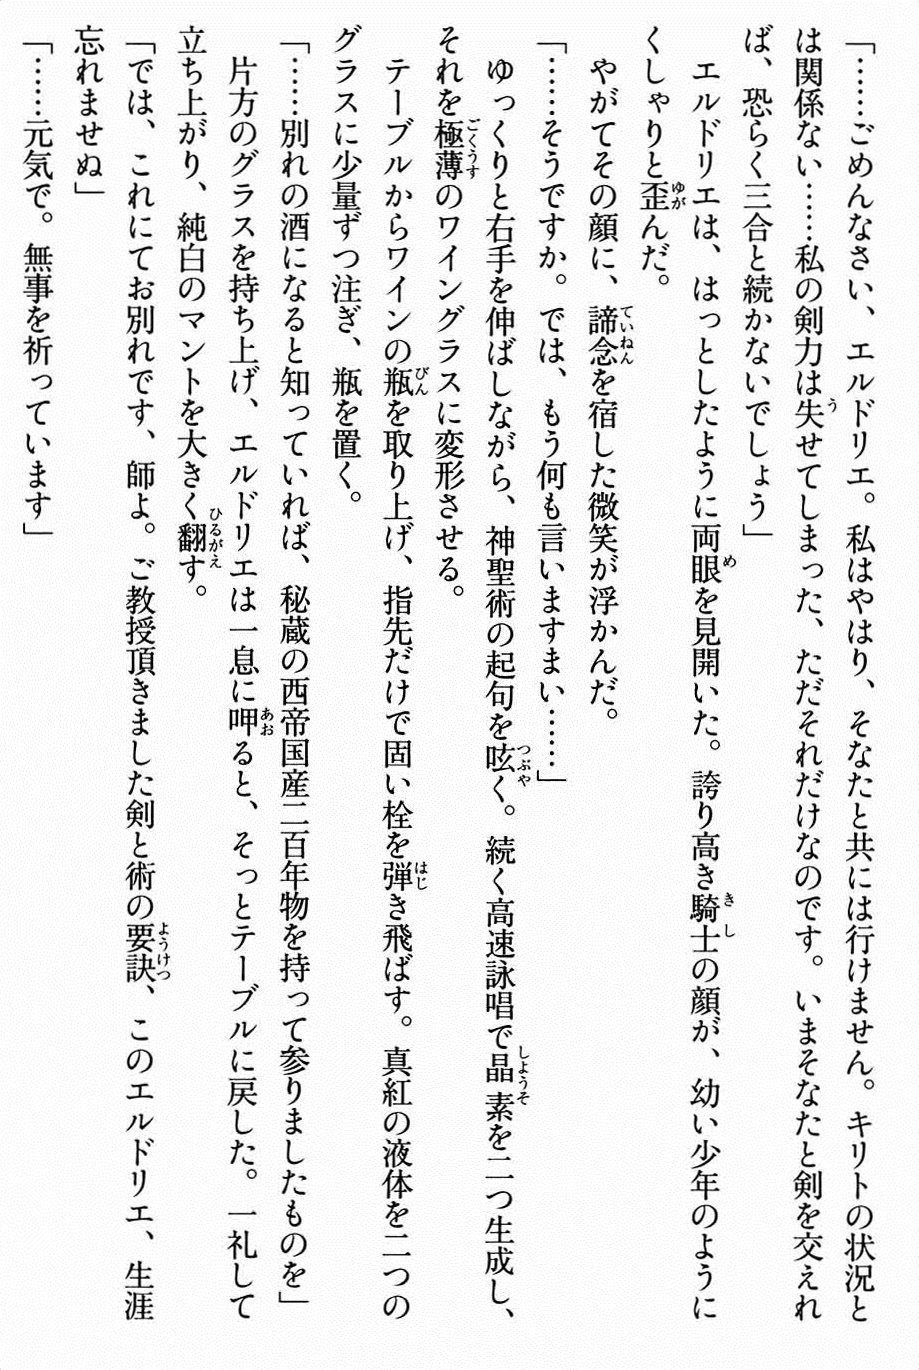 「……ごめんなさい、エルドリエ。私はやはり、そなたと共には行けません。キリトの状況と
は関係ない……私の剣力は失せてしまった、ただそれだけなのです。いまそなたと剣を交えれ
ば、恐らく三合と続かないでしょう」
エルドリエは、はっとしたように両眼を見開いた。誇り高き騎士の顔が、幼い少年のように
くしゃりと歪んだ。
やがてその顔に、諦念を宿した微笑が浮かんだ。
「……そうですか。では、もう何も言いますまい……」
ゆっくりと右手を伸ばしながら、神聖術の起句を呟く。続く高速詠唱で晶素を二つ生成し、
それを極薄のワイングラスに変形させる。
テーブルからワインの瓶を取り上げ、指先だけで固い栓を弾き飛ばす。真紅の液体を二つの
グラスに少量ずつ注ぎ、瓶を置く。
「……別れの酒になると知っていれば、秘蔵の西帝国産二百年物を持って参りましたものを」
片方のグラスを持ち上げ、エルドリエは一息に呷ると、そっとテーブルに戻した。一礼して
立ち上がり、純白のマントを大きく翻す。
「では、これにてお別れです、師よ。ご教授頂きました剣と術の要訣、このエルドリエ、生涯
忘れませぬ」
「……元気で。無事を祈っています」